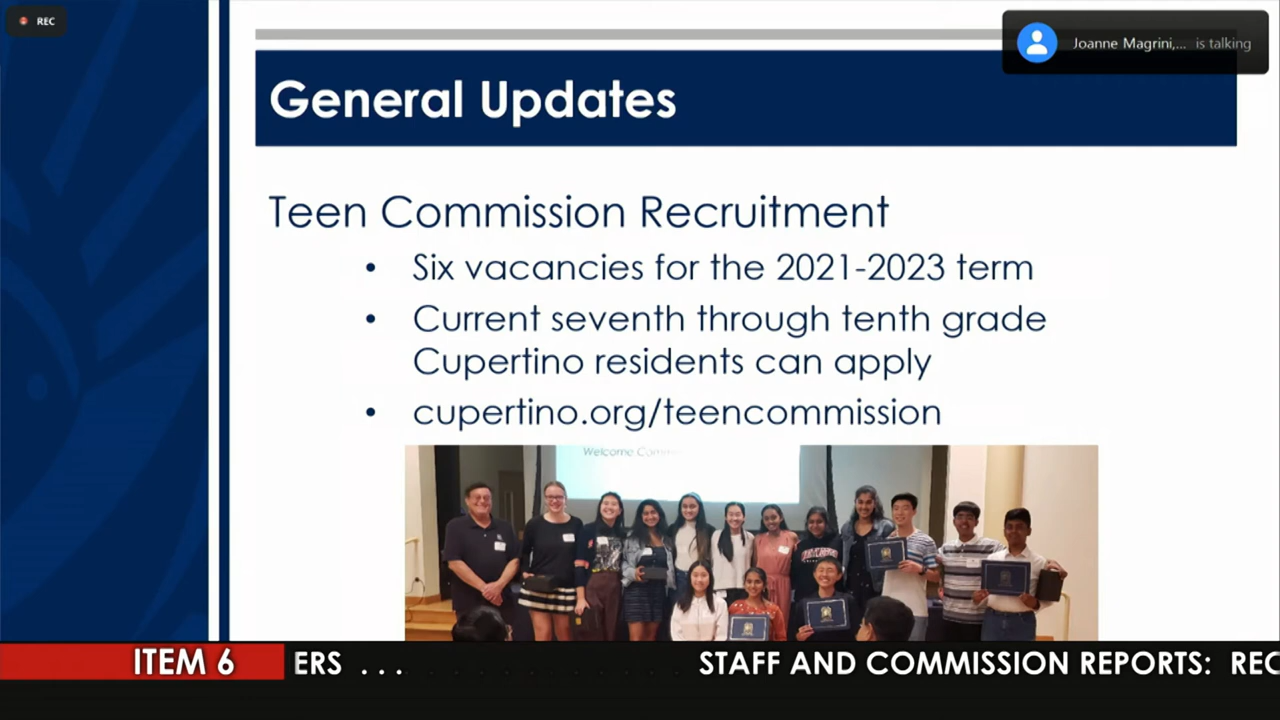 REC
Joanne Magrini,... is talking
General Updates
Teen Commission Recruitment
• Six vacancies for the 2021-2023 term
• Current seventh through tenth grade
Cupertino residents can apply
• cupertino.org/teencommission
Welcome
ITEM 6
ERS ... STAFF AND COMMISSION REPORTS: REC